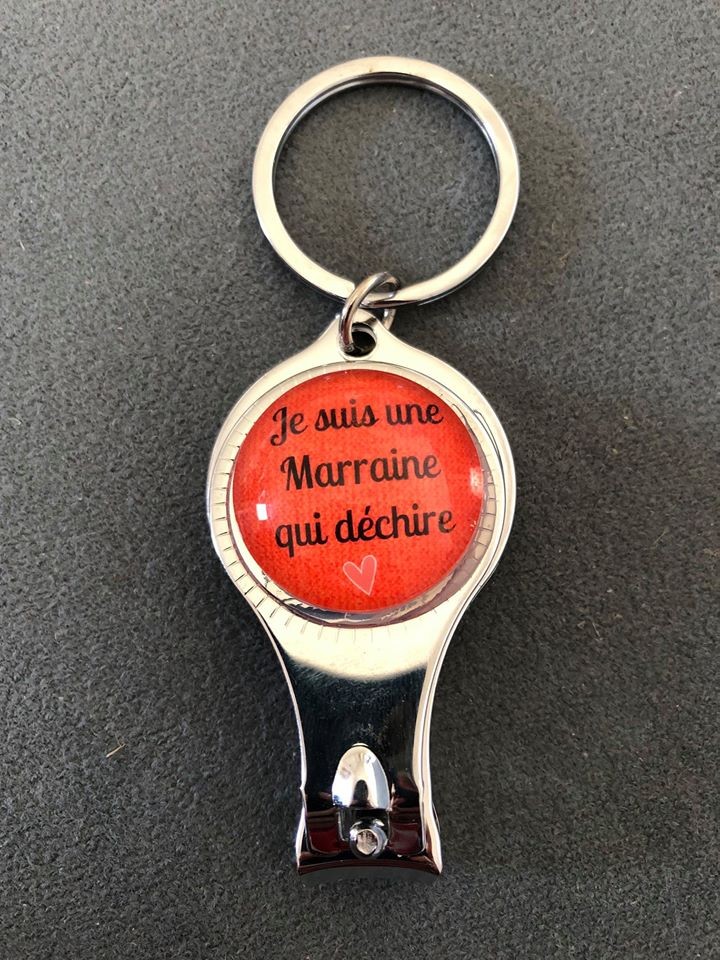 Je suis une
Marraine
qui déchire